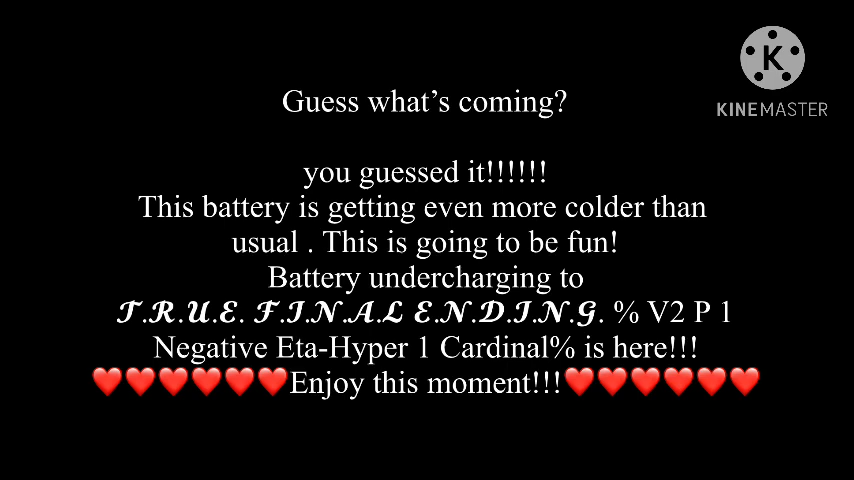 K
KINEMASTER
Guess what’s coming?
you guessed it!!!!!!
This battery is getting even more colder than
usual . This is going to be fun!
Battery undercharging to
𝓣.𝓡.𝓤.𝓔. 𝓕.𝓘.𝓝.𝓐.𝓛 𝓔.𝓝.𝓓.𝓘.𝓝.𝓖. % V2 P 1
Negative Eta-Hyper 1 Cardinal% is here!!!
❤️❤️❤️❤️❤️❤️Enjoy this moment!!!❤️❤️❤️❤️❤️❤️